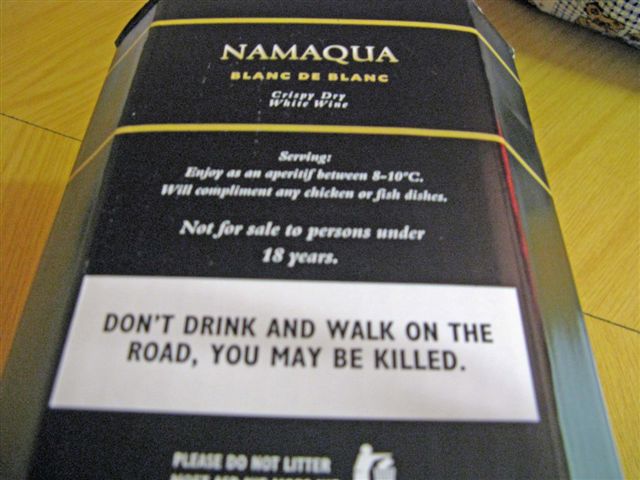 NAMAQUA
BLANC DE BLANC
Crispy Dry
White Wine
Serving:
Enjoy as an aperitif between 8-10°C.
Will compliment any chicken or fish dishes.
Not for sale to persons under
18 years.
DON'T DRINK AND WALK ON THE
ROAD, YOU MAY BE KILLED.
PLEASE DO NOT LITTER